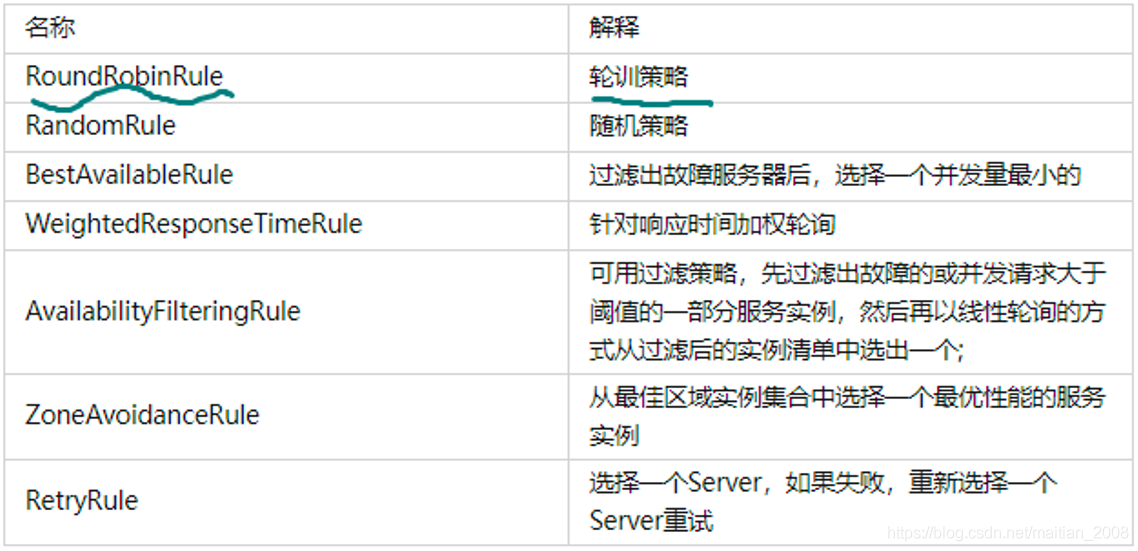 名称 解释
RoundRobinRule 轮训策略
RandomRule 随机策略
BestAvailableRule 过滤出故障服务器后，选择一个并发量最小的
WeightedResponseTimeRule 针对响应时间加权轮询
AvailabilityFilteringRule 可用过滤策略，先过滤出故障的或并发请求大于
阈值的一部分服务实例，然后再以线性轮询的方
式从过滤后的实例清单中选出一个;
ZoneAvoidanceRule 从最佳区域实例集合中选择一个最优性能的服务
实例
RetryRule 选择一个Server，如果失败，重新选择一个
Server重试
https://blog.csdn.net/maitian_2008